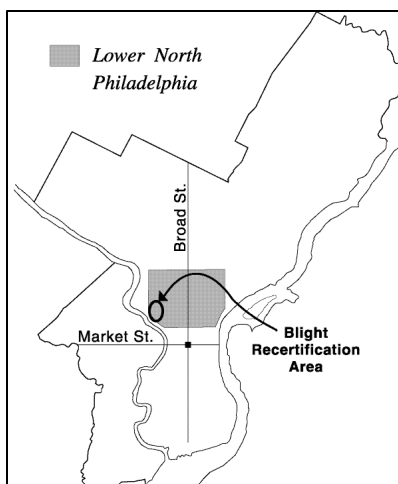 Lower North
Philadelphia
Broad St.
Market St.
Blight
Recertification
Area